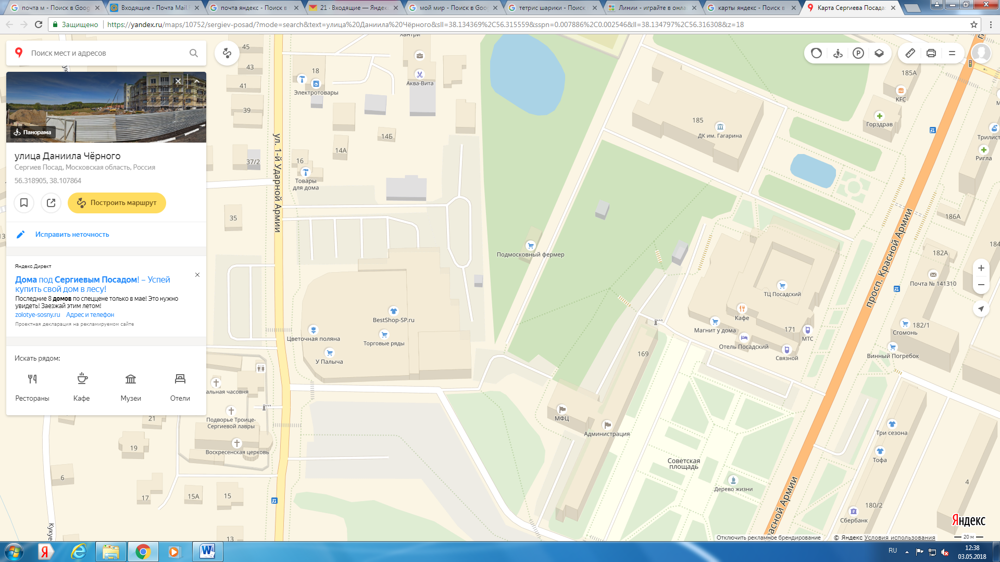 почта м - Поиск в Goog
Входящие - Почта Mail.R
почта яндекс - Поиск в
21 · Входящие — Яндекс
мой мир - Поиск в Goo
тетрис шарики - Поиск
Линии - играйте в онла
карты яндекс - Поиск в
Карта Сергиева Посада:
Защищено
https://yandex.ru/maps/10752/sergiev-posad/?mode=search&text=улица%20Даниила%20Чёрного&sll=38.134369%2C56.315559&sspn=0.007886%2C0.002546&ll=38.134797%2C56.316308&z=18
Поиск мест и адресов
Панорама
улица Даниила Чёрного
Сергиев Посад, Московская область, Россия
56.318905, 38.107864
Построить маршрут
Исправить неточность
Яндекс.Директ
Дома под Сергиевым Посадом! – Успей
купить свой дом в лесу!
Последние 8 домов по спеццене только в мае! Это нужно
увидеть! Заезжай этим летом!
zolotye-sosny.ru Адрес и телефон
Проектная декларация на рекламируемом сайте
Искать рядом:
Рестораны
Кафе
Музеи
Отели
45
43
41
39
37/2
35
21
19
6
17
15А
15
13
Кукуе
альная часовня
Подворье Троице-
Сергиевой лавры
Воскресенская церковь
ул. 1-й Ударной Армии
Хантри
18
Электротовары
Аква-Вита
14Б
14А
16
Товары
для дома
BestShop-SP.ru
Цветочная поляна
Торговые ряды
У Палыча
Подмосковный фермер
185
ДК им. Гагарина
185А
KFC
Горздрав
Трилист
Ригла
186А
184
182А
Почта № 141310
просп. Красной Армии
ТЦ Посадский
Кафе
Магнит у дома
171
МТС
Отель Посадский
Связной
182/1
Сгомонь
Винный Погребок
169
МФЦ
Администрация
Советская
площадь
Дерево жизни
Три сезона
Тофа
4
180/2
Сбербанк
расной Армии
Яндекс
Отключить рекламное брендирование
© Яндекс Условия использования
20 м
RU
12:38
03.05.2018